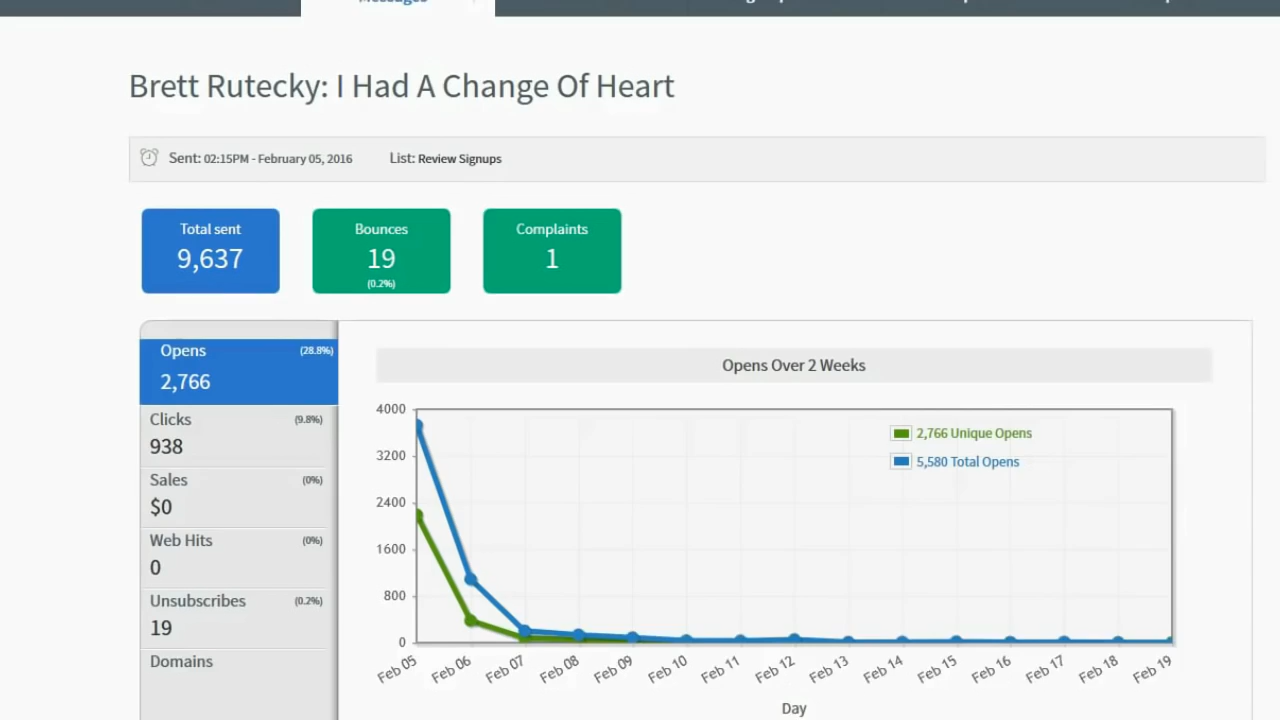 Messages
Brett Rutecky: I Had A Change Of Heart
Sent: 02:15PM - February 05, 2016 List: Review Signups
Total sent
9,637
Bounces
19
(0.2%)
Complaints
1
Opens (28.8%)
2,766
Clicks (9.8%)
938
Sales (0%)
$0
Web Hits (0%)
0
Unsubscribes (0.2%)
19
Domains
Opens Over 2 Weeks
4000
3200
2400
1600
800
0
2,766 Unique Opens
5,580 Total Opens
Feb 05 Feb 06 Feb 07 Feb 08 Feb 09 Feb 10 Feb 11 Feb 12 Feb 13 Feb 14 Feb 15 Feb 16 Feb 17 Feb 18 Feb 19
Day